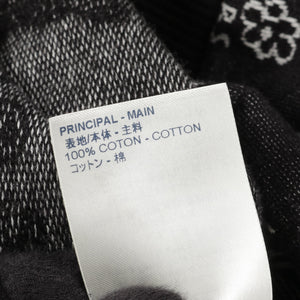 PRINCIPAL - MAIN
表地/本体 - 主料
100% COTON - COTTON
コットン - 棉